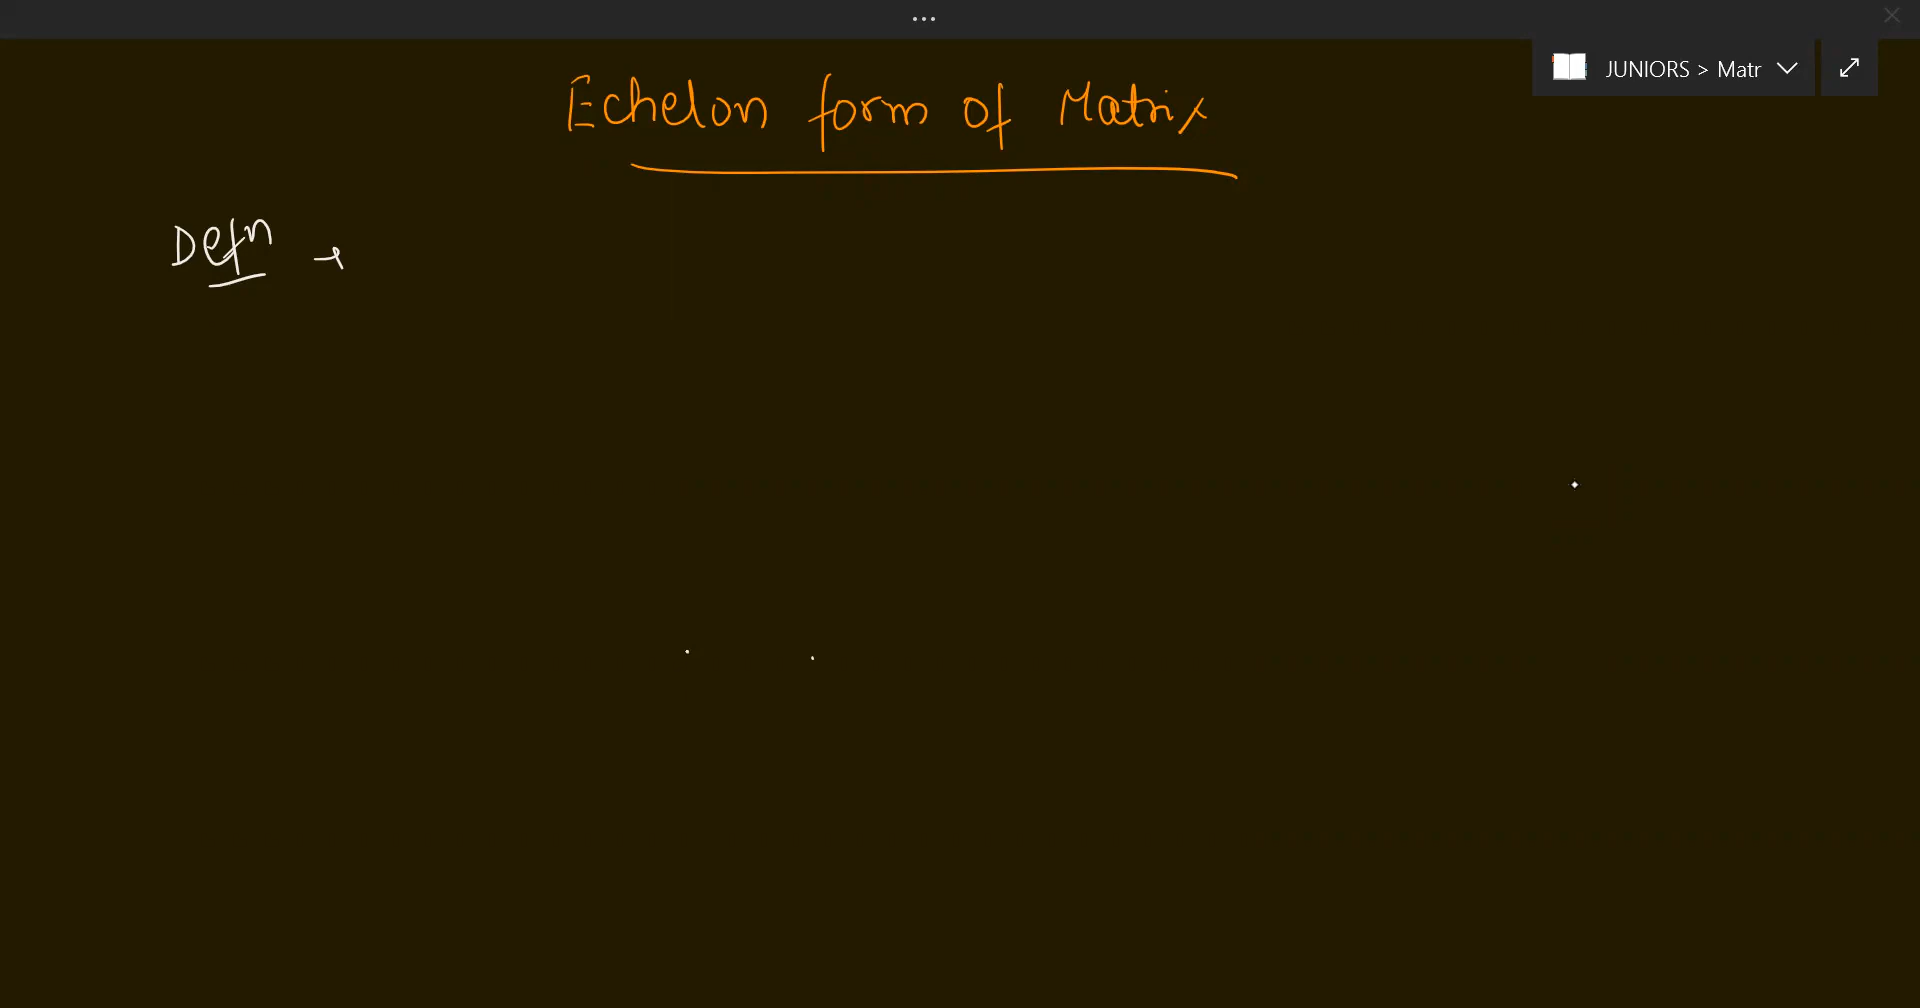 JUNIORS > Matr
Echelon form of Matrix
Defn →